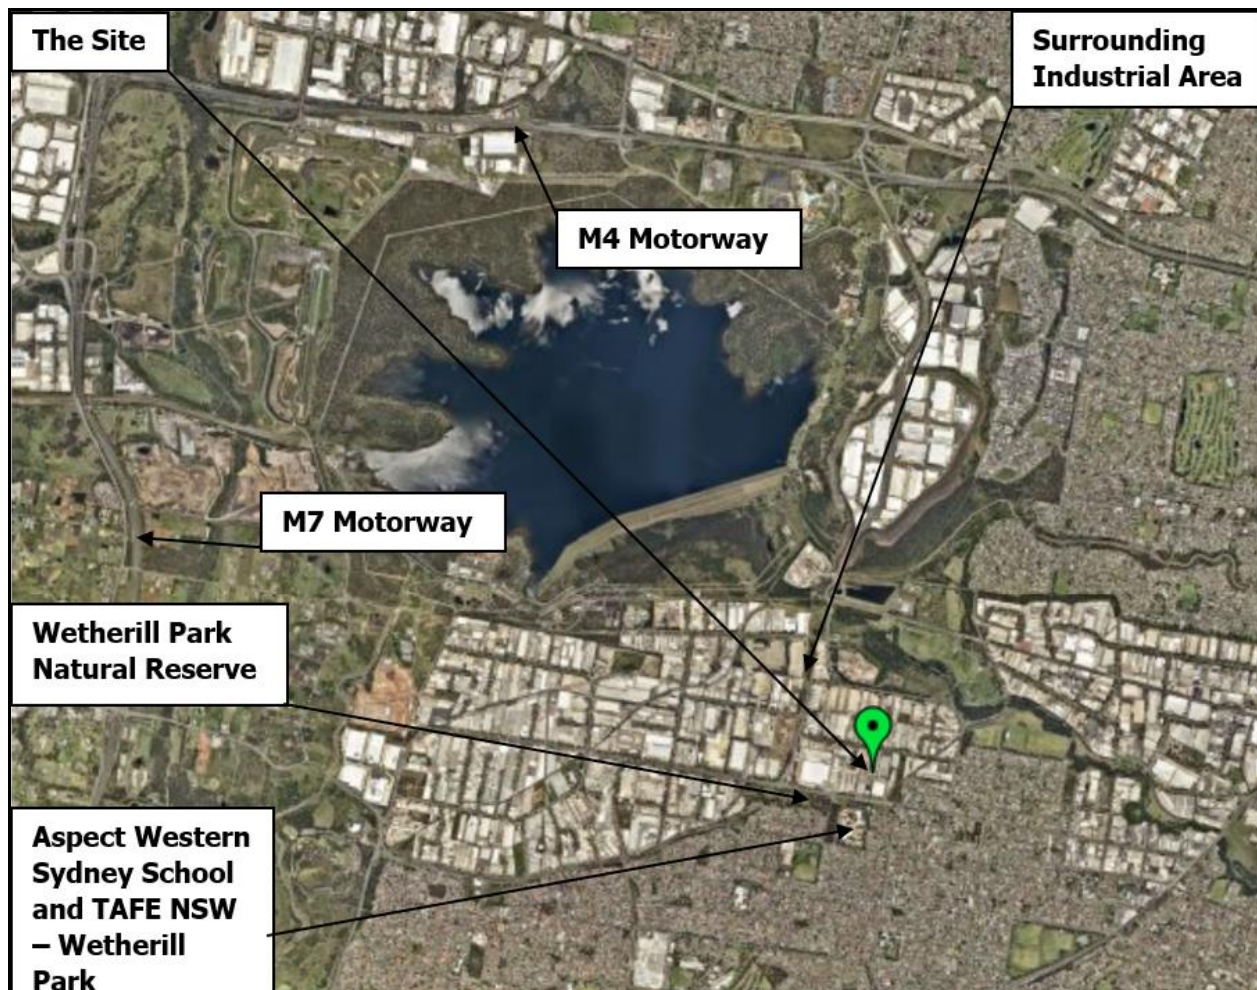 The Site
Surrounding
Industrial Area
M4 Motorway
M7 Motorway
Wetherill Park
Natural Reserve
Aspect Western
Sydney School
and TAFE NSW
– Wetherill
Park